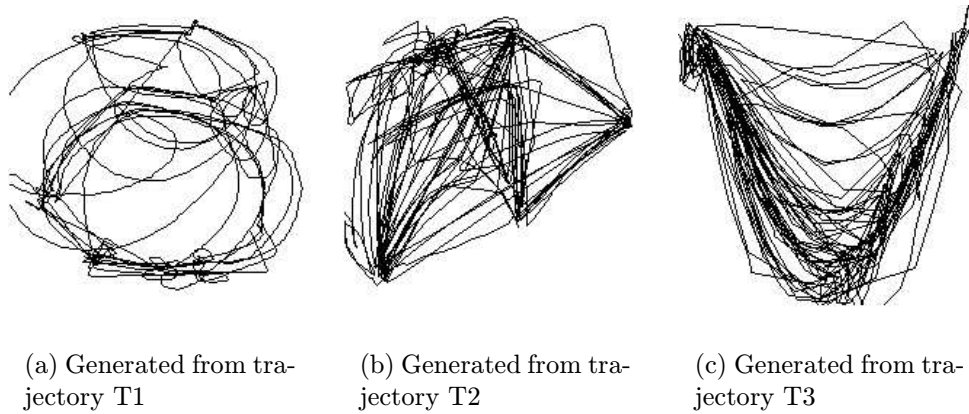 (a) Generated from tra-
jectory T1
(b) Generated from tra-
jectory T2
(c) Generated from tra-
jectory T3